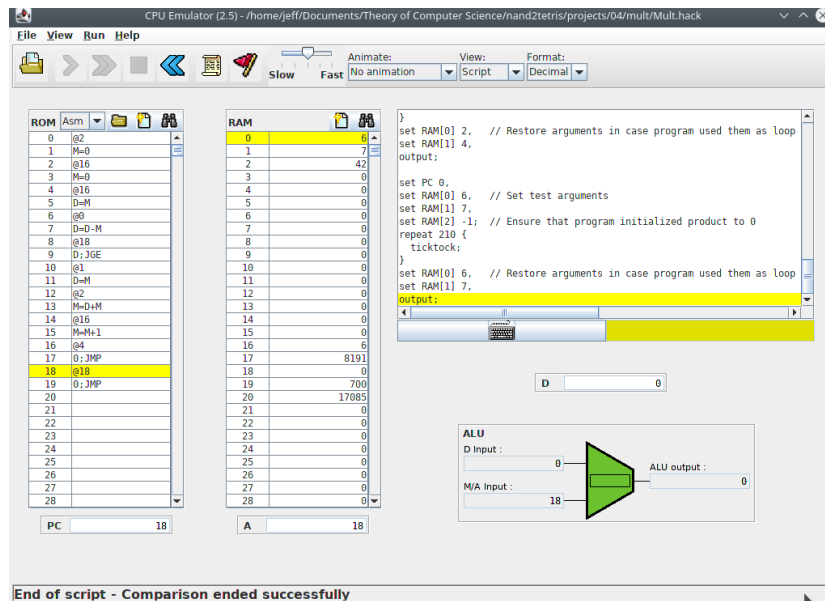 CPU Emulator (2.5) - /home/jeff/Documents/Theory of Computer Science/nand2tetris/projects/04/mult/Mult.hack
File View Run Help
Slow Fast
Animate:
No animation
View:
Script
Format:
Decimal
ROM Asm
0 @2
1 M=0
2 @16
3 M=0
4 @16
5 D=M
6 @0
7 D=D-M
8 @18
9 D;JGE
10 @1
11 D=M
12 @2
13 M=D+M
14 @16
15 M=M+1
16 @4
17 0;JMP
18 @18
19 0;JMP
20
21
22
23
24
25
26
27
28
PC 18
RAM
0 6
1 7
2 42
3 0
4 0
5 0
6 0
7 0
8 0
9 0
10 0
11 0
12 0
13 0
14 0
15 0
16 6
17 8191
18 0
19 700
20 17085
21 0
22 0
23 0
24 0
25 0
26 0
27 0
28 0
A 18
}
set RAM[0] 2, // Restore arguments in case program used them as loop
set RAM[1] 4,
output;
set PC 0,
set RAM[0] 6, // Set test arguments
set RAM[1] 7,
set RAM[2] -1; // Ensure that program initialized product to 0
repeat 210 {
ticktock;
}
set RAM[0] 6, // Restore arguments in case program used them as loop
set RAM[1] 7,
output;
D 0
ALU
D Input :
0
M/A Input :
18
ALU output :
0
End of script - Comparison ended successfully